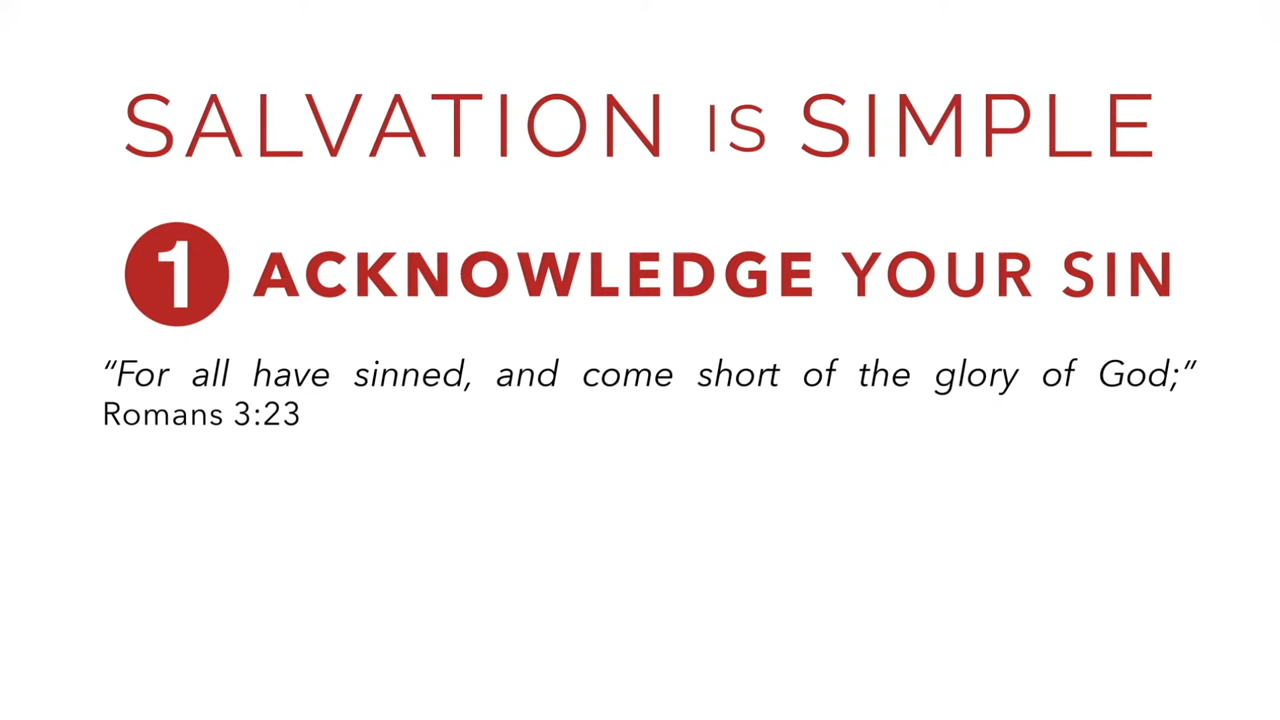 SALVATION IS SIMPLE
1 ACKNOWLEDGE YOUR SIN
“For all have sinned, and come short of the glory of God;”
Romans 3:23